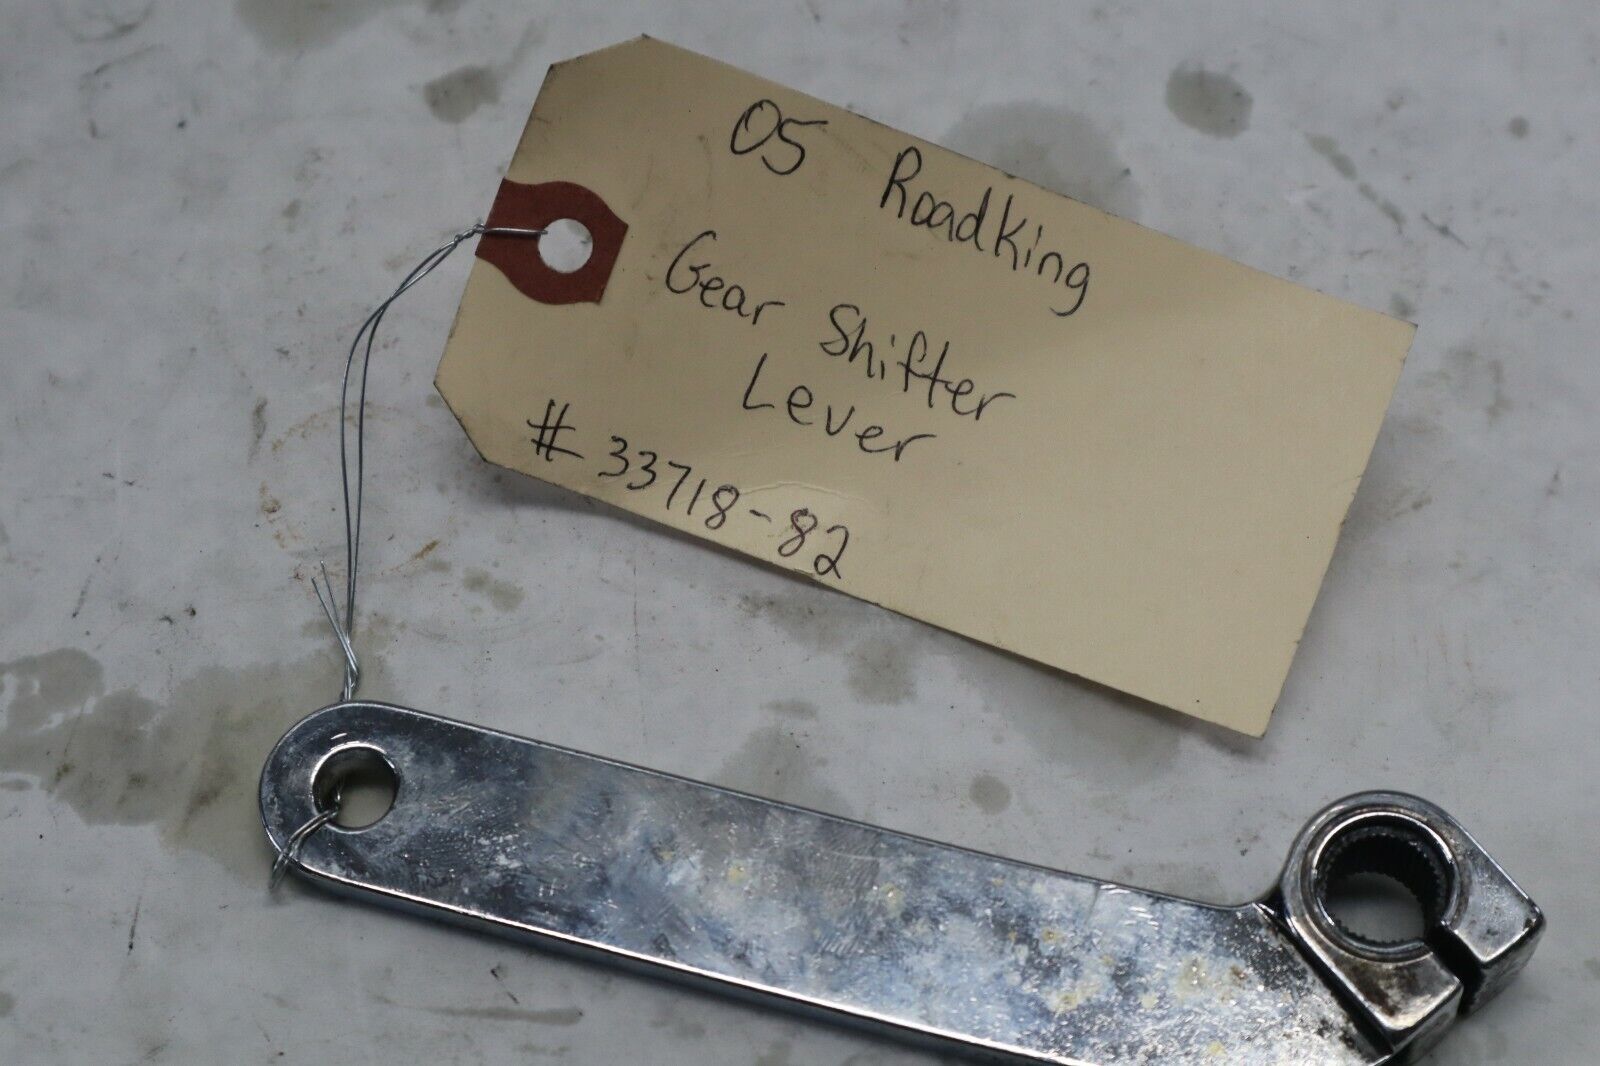 05 RoadKing
Gear Shifter
Lever
# 33718-82